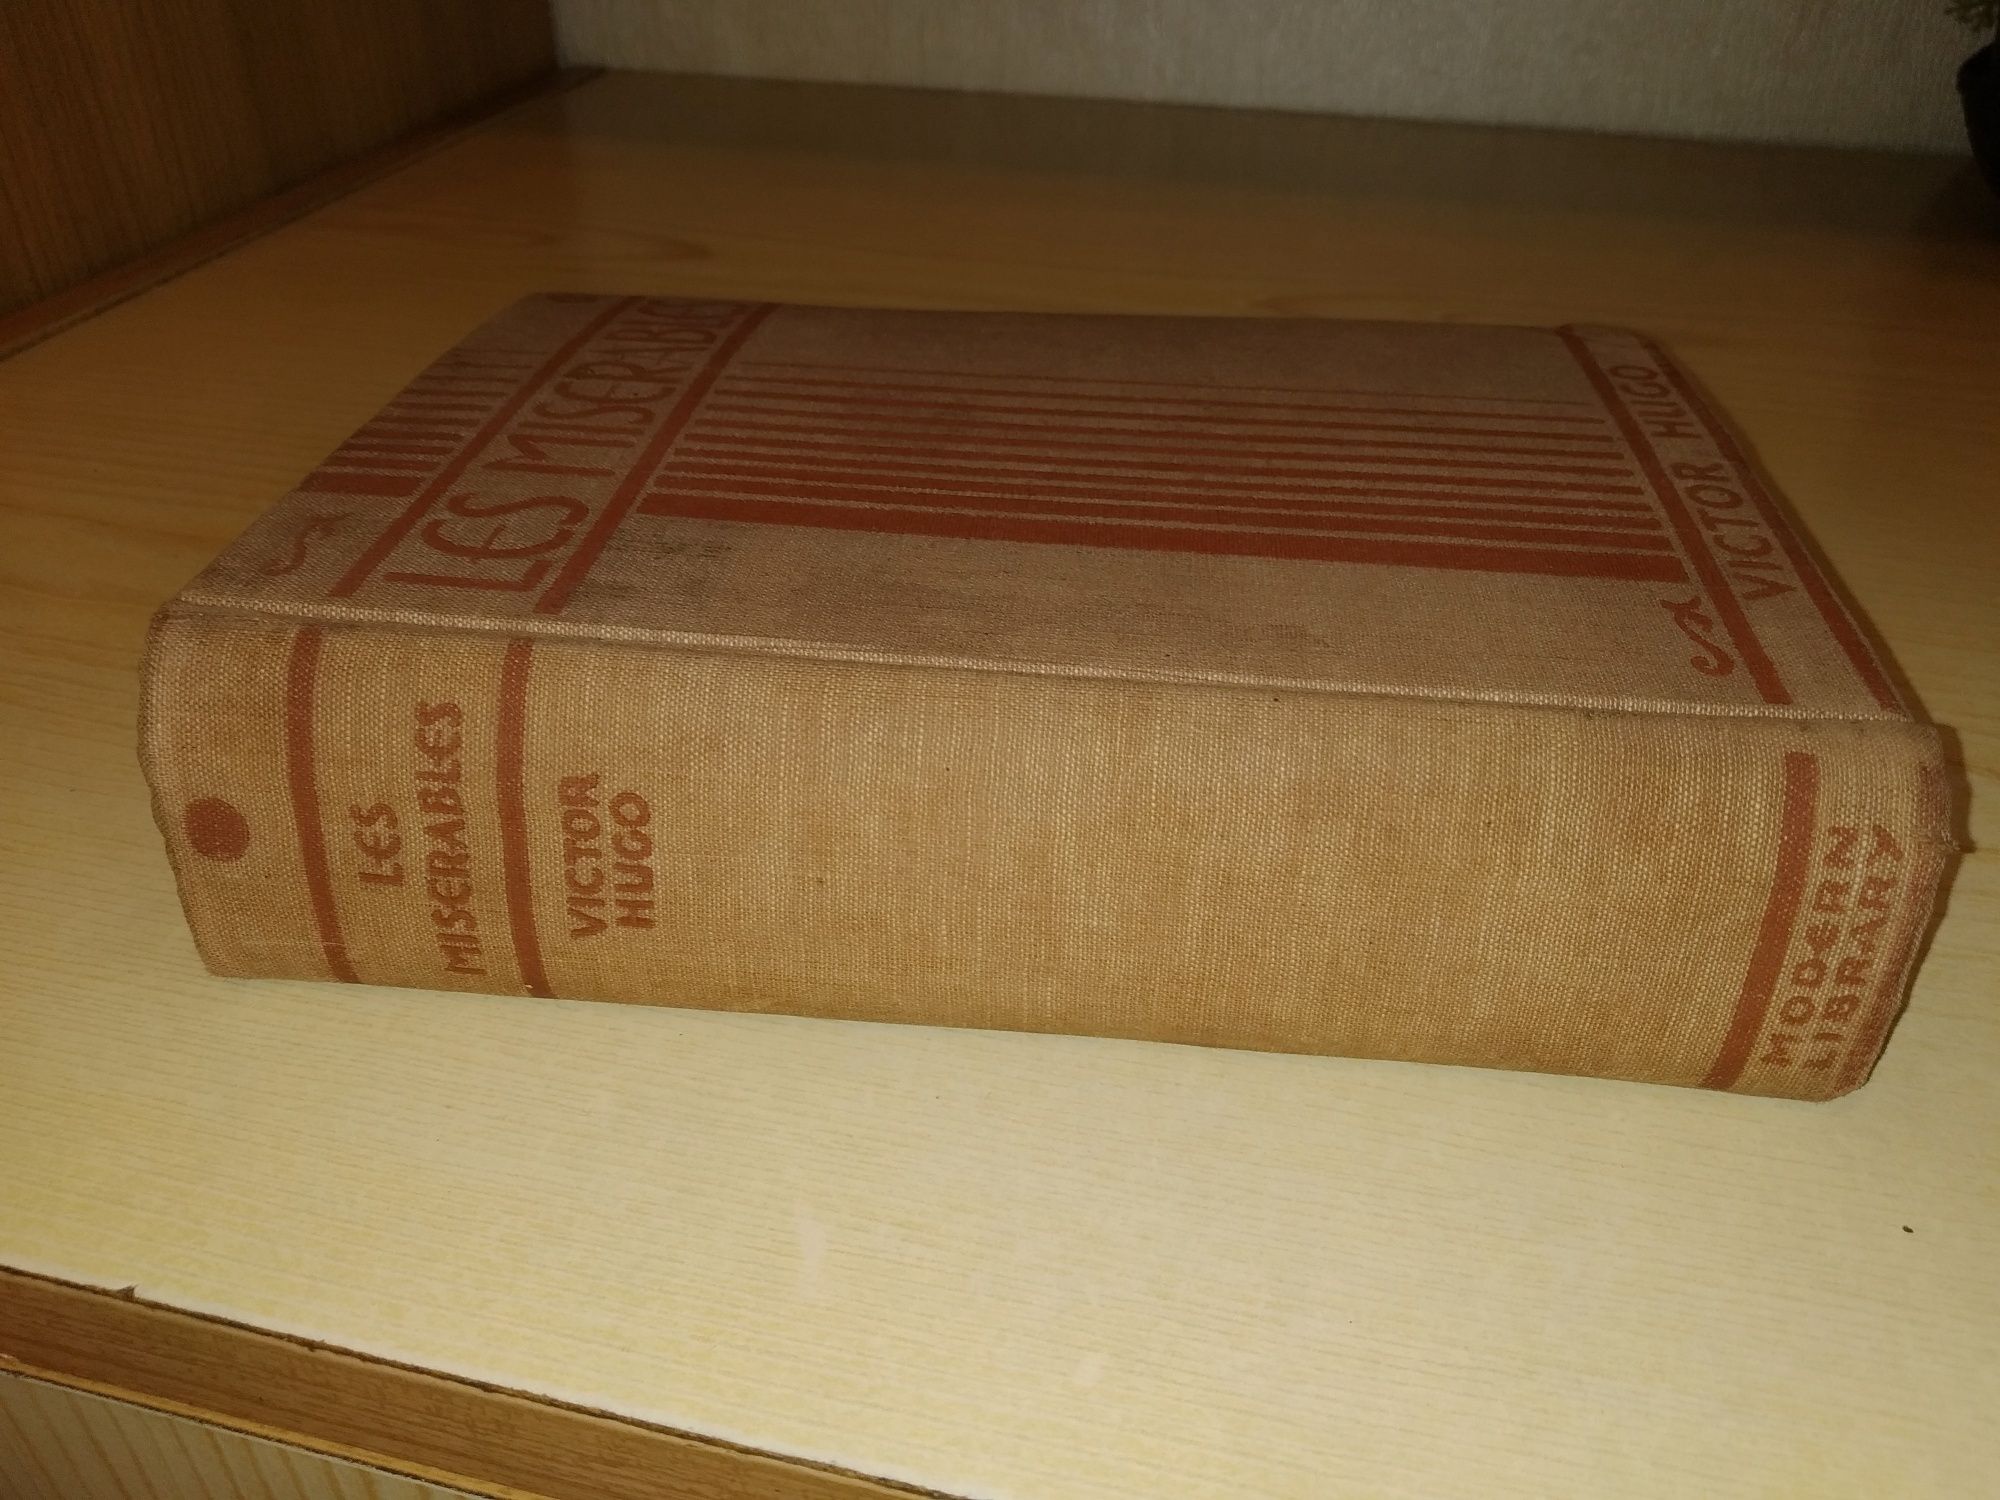 LES MISERABLES
VICTOR HUGO
LES
MISERABLES
VICTOR
HUGO
MODERN
LIBRARY